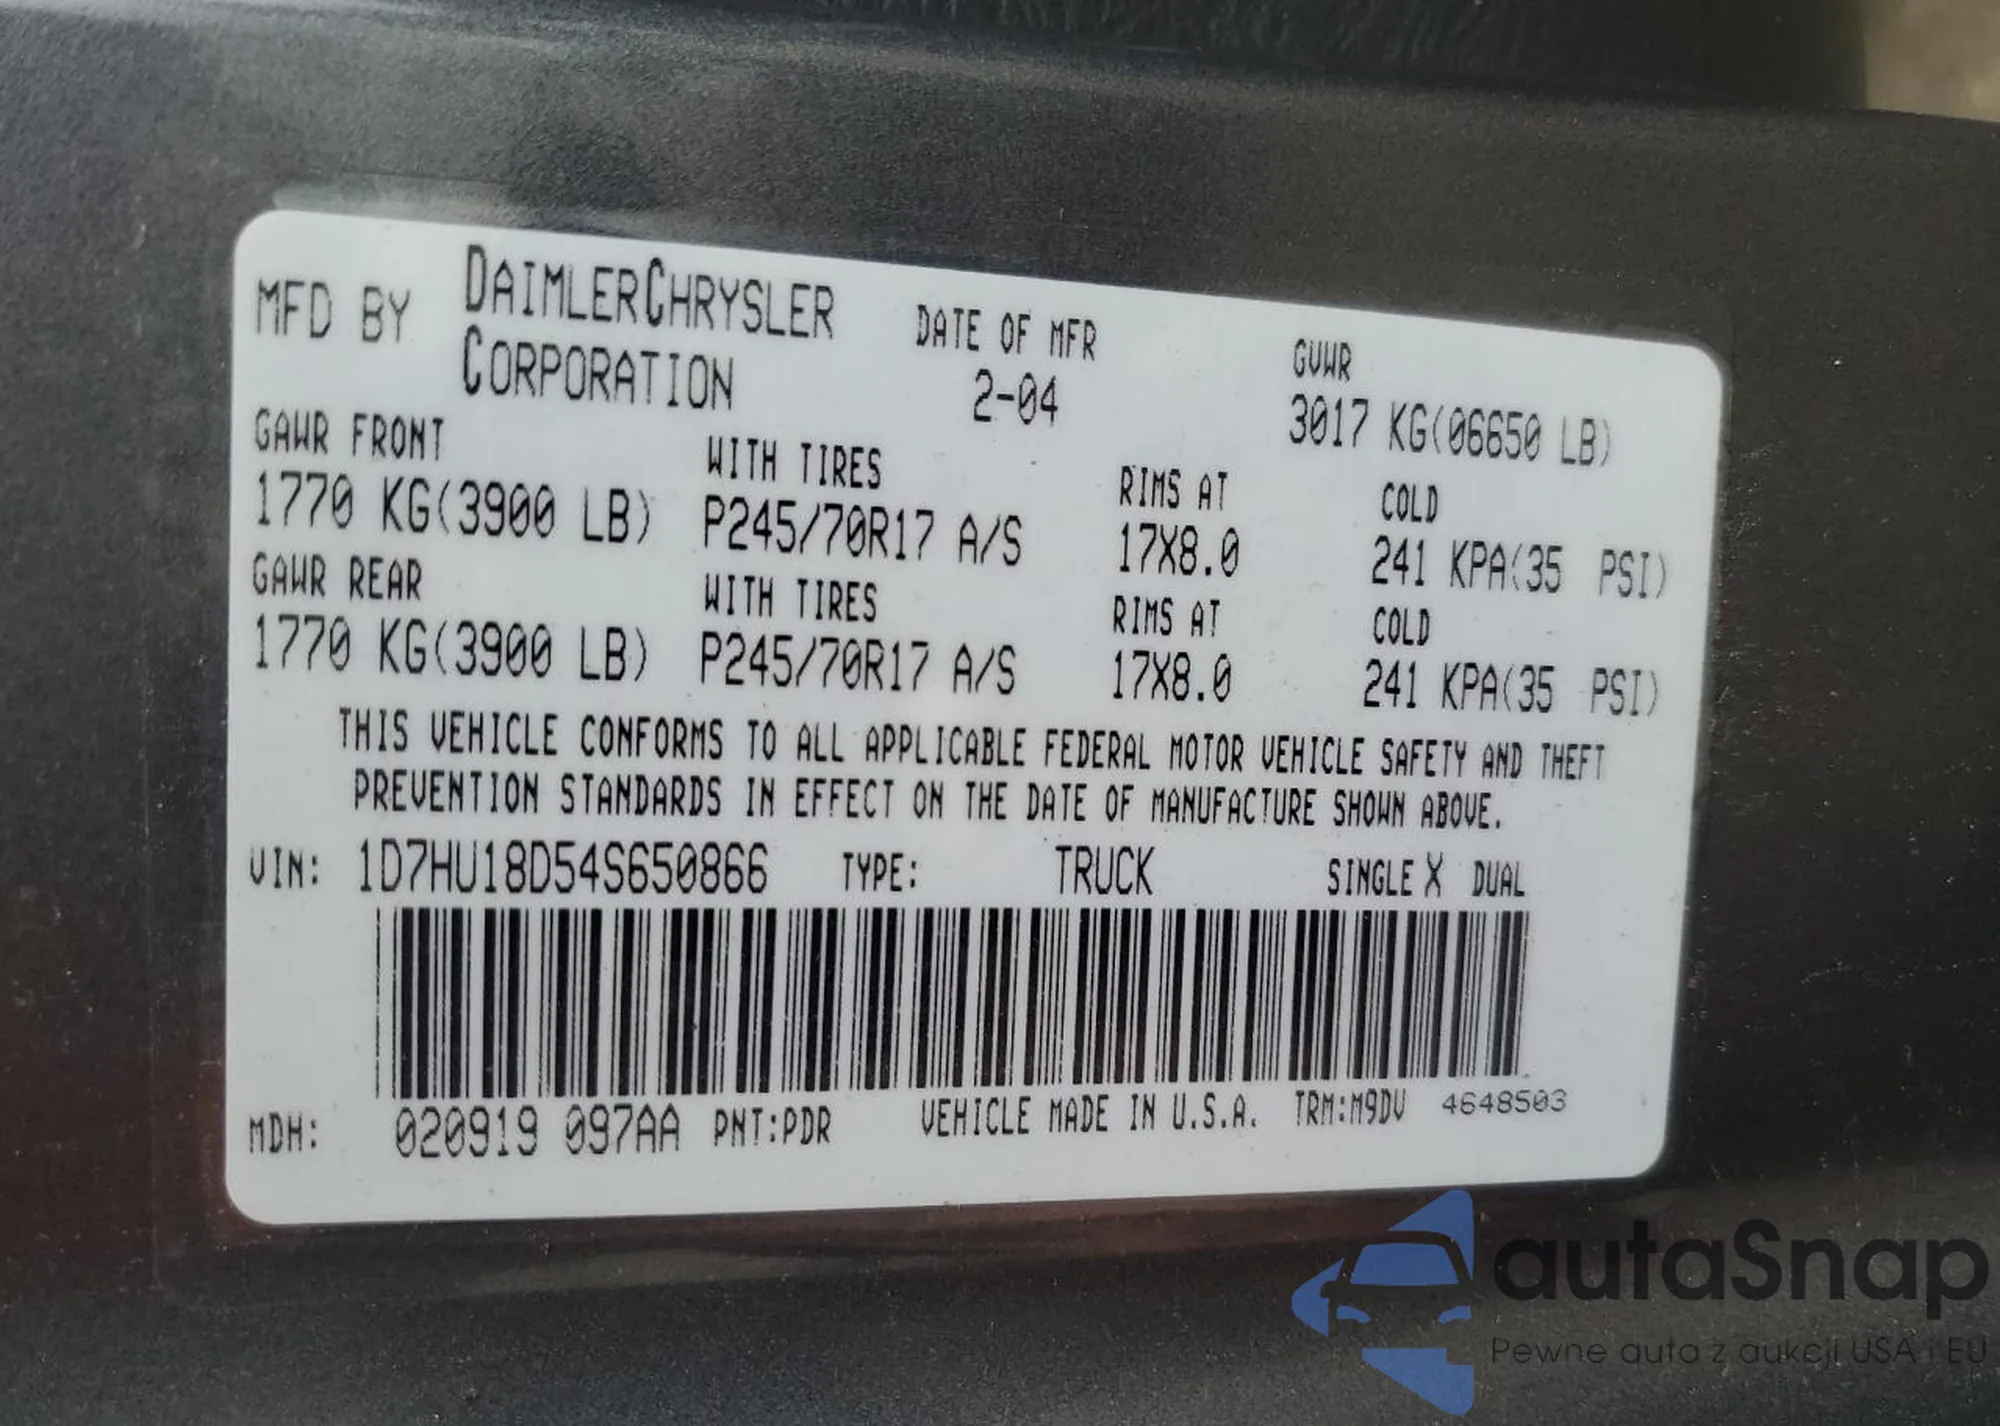 MFD BY DAIMLERCHRYSLER CORPORATION
DATE OF MFR
2-04
GVWR
3017 KG(06650 LB)
GAWR FRONT WITH TIRES RIMS AT COLD
1770 KG(3900 LB) P245/70R17 A/S 17X8.0 241 KPA(35 PSI)
GAWR REAR WITH TIRES RIMS AT COLD
1770 KG(3900 LB) P245/70R17 A/S 17X8.0 241 KPA(35 PSI)
THIS VEHICLE CONFORMS TO ALL APPLICABLE FEDERAL MOTOR VEHICLE SAFETY AND THEFT
PREVENTION STANDARDS IN EFFECT ON THE DATE OF MANUFACTURE SHOWN ABOVE.
VIN: 1D7HU18D54S650866 TYPE: TRUCK SINGLE X DUAL
MDH: 020919 097AA PNT:PDR VEHICLE MADE IN U.S.A. TRM:M9DV 4648503
autaSnap
Pewne auta z aukcji USA i EU